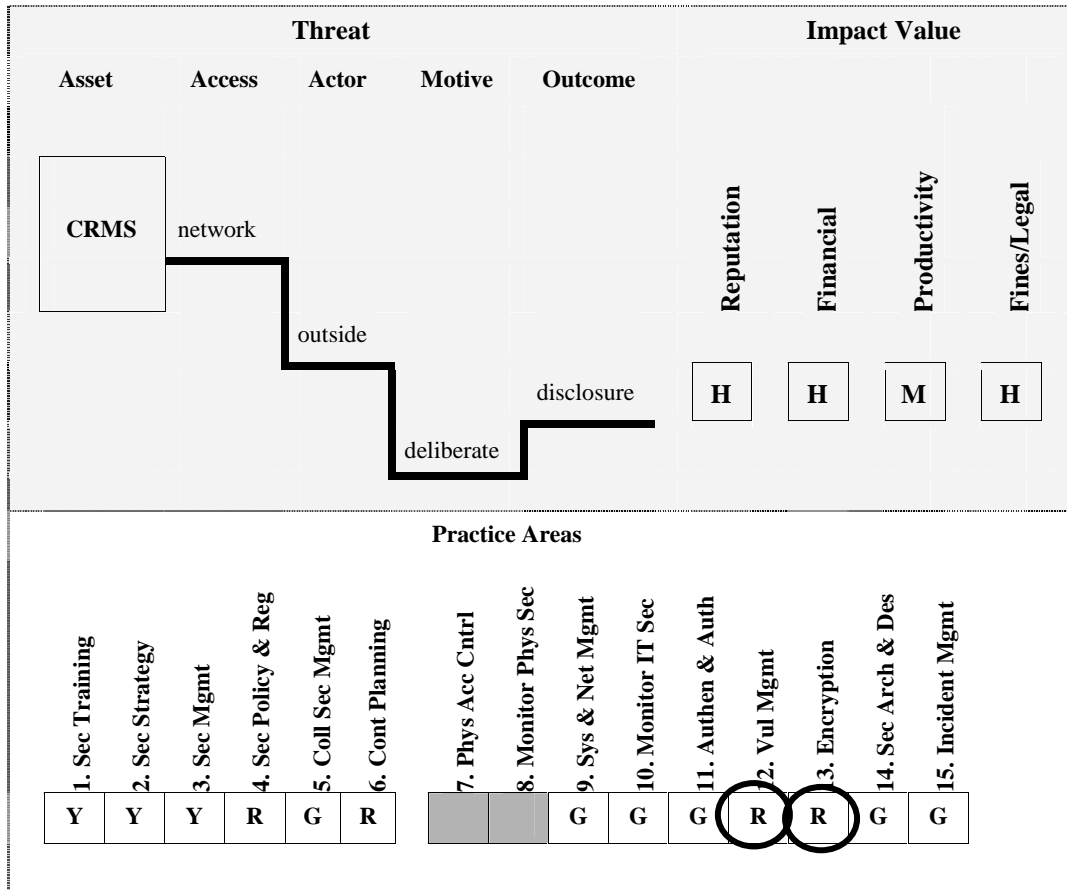 Threat Impact Value
Asset Access Actor Motive Outcome
CRMS network
outside
deliberate
disclosure
Reputation
Financial
Productivity
Fines/Legal
H H M H
Practice Areas
1. Sec Training
2. Sec Strategy
3. Sec Mgmt
4. Sec Policy & Reg
5. Coll Sec Mgmt
6. Cont Planning
7. Phys Acc Cntrl
8. Monitor Phys Sec
9. Sys & Net Mgmt
10. Monitor IT Sec
11. Authen & Auth
12. Vul Mgmt
13. Encryption
14. Sec Arch & Des
15. Incident Mgmt
Y Y Y R G R G G G R R G G